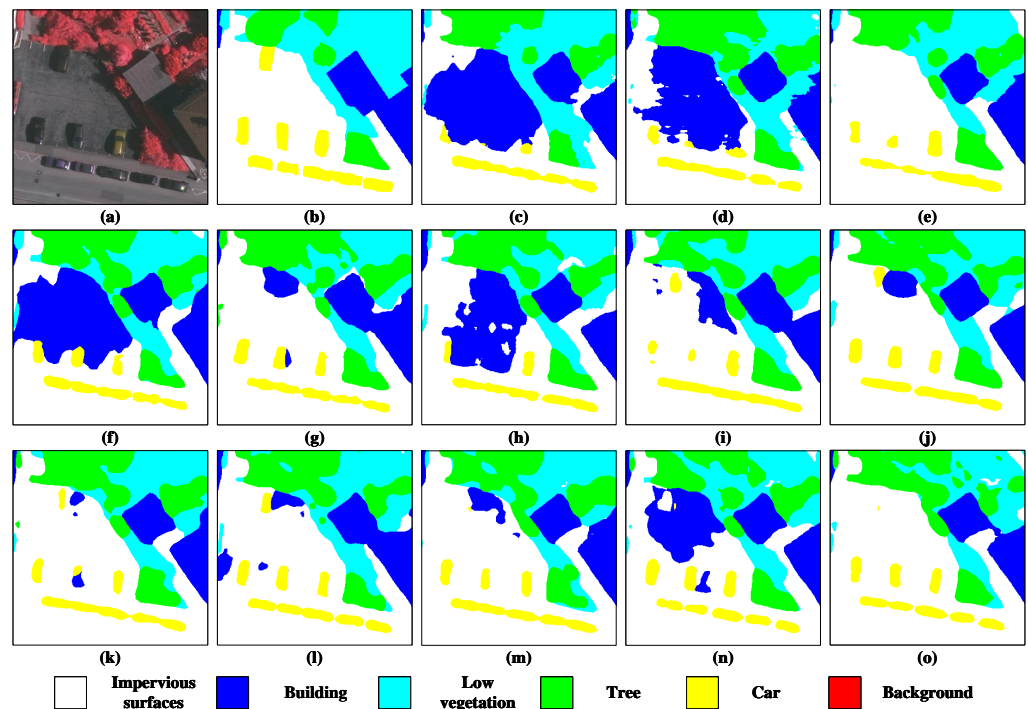 (a) (b) (c) (d) (e)
(f) (g) (h) (i) (j)
(k) (l) (m) (n) (o)
Impervious
surfaces
Building
Low
vegetation
Tree
Car
Background